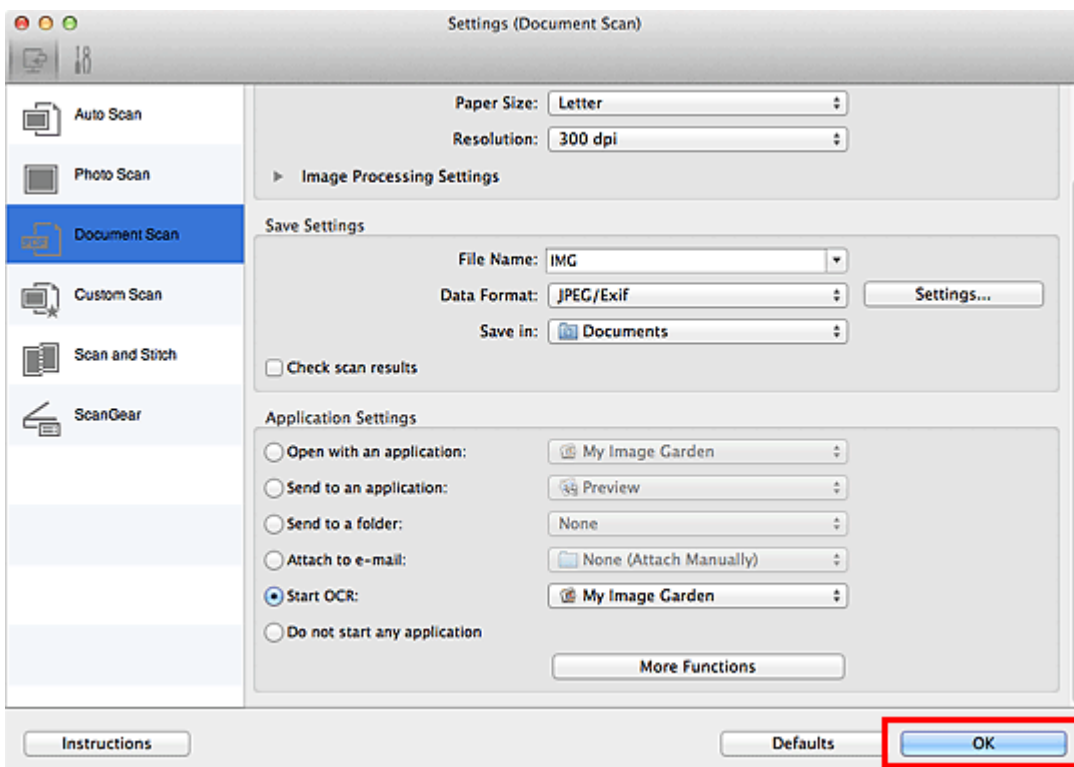 Settings (Document Scan)
Auto Scan
Photo Scan
Document Scan
Custom Scan
Scan and Stitch
ScanGear
Paper Size: Letter
Resolution: 300 dpi
Image Processing Settings
Save Settings
File Name: IMG
Data Format: JPEG/Exif Settings...
Save in: Documents
Check scan results
Application Settings
Open with an application: My Image Garden
Send to an application: Preview
Send to a folder: None
Attach to e-mail: None (Attach Manually)
Start OCR: My Image Garden
Do not start any application
More Functions
Instructions Defaults OK